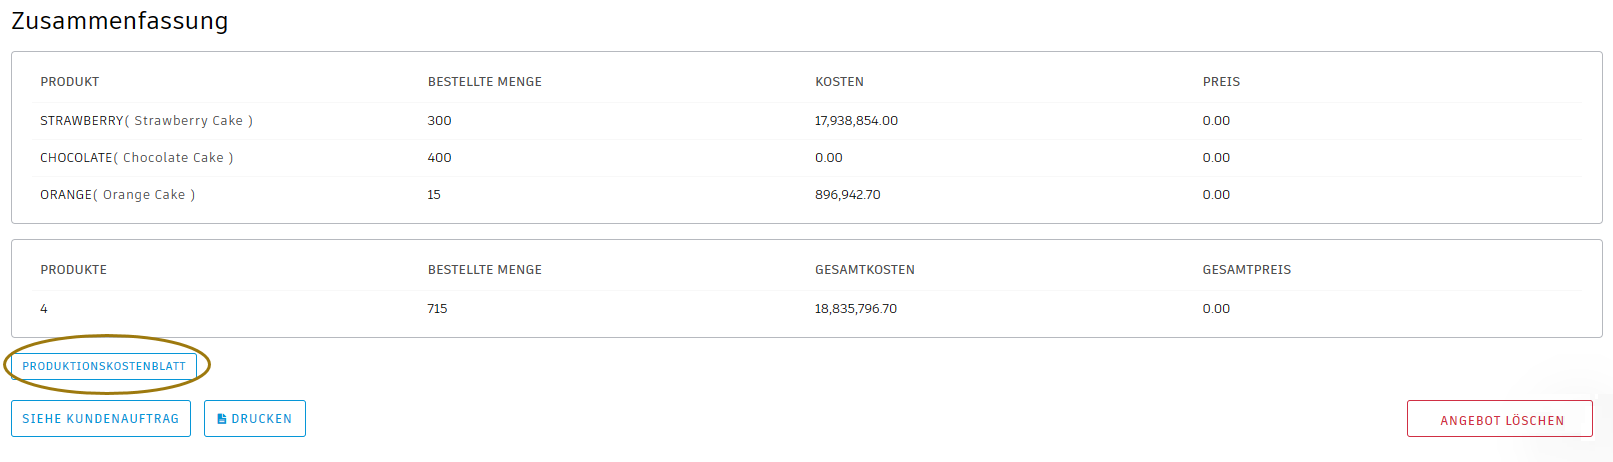 Zusammenfassung
PRODUKT BESTELLTE MENGE KOSTEN PREIS
STRAWBERRY( Strawberry Cake ) 300 17,938,854.00 0.00
CHOCOLATE( Chocolate Cake ) 400 0.00 0.00
ORANGE( Orange Cake ) 15 896,942.70 0.00
PRODUKTE BESTELLTE MENGE GESAMTKOSTEN GESAMTPREIS
4 715 18,835,796.70 0.00
PRODUKTIONSKOSTENBLATT
SIEHE KUNDENAUFTRAG DRUCKEN ANGEBOT LÖSCHEN